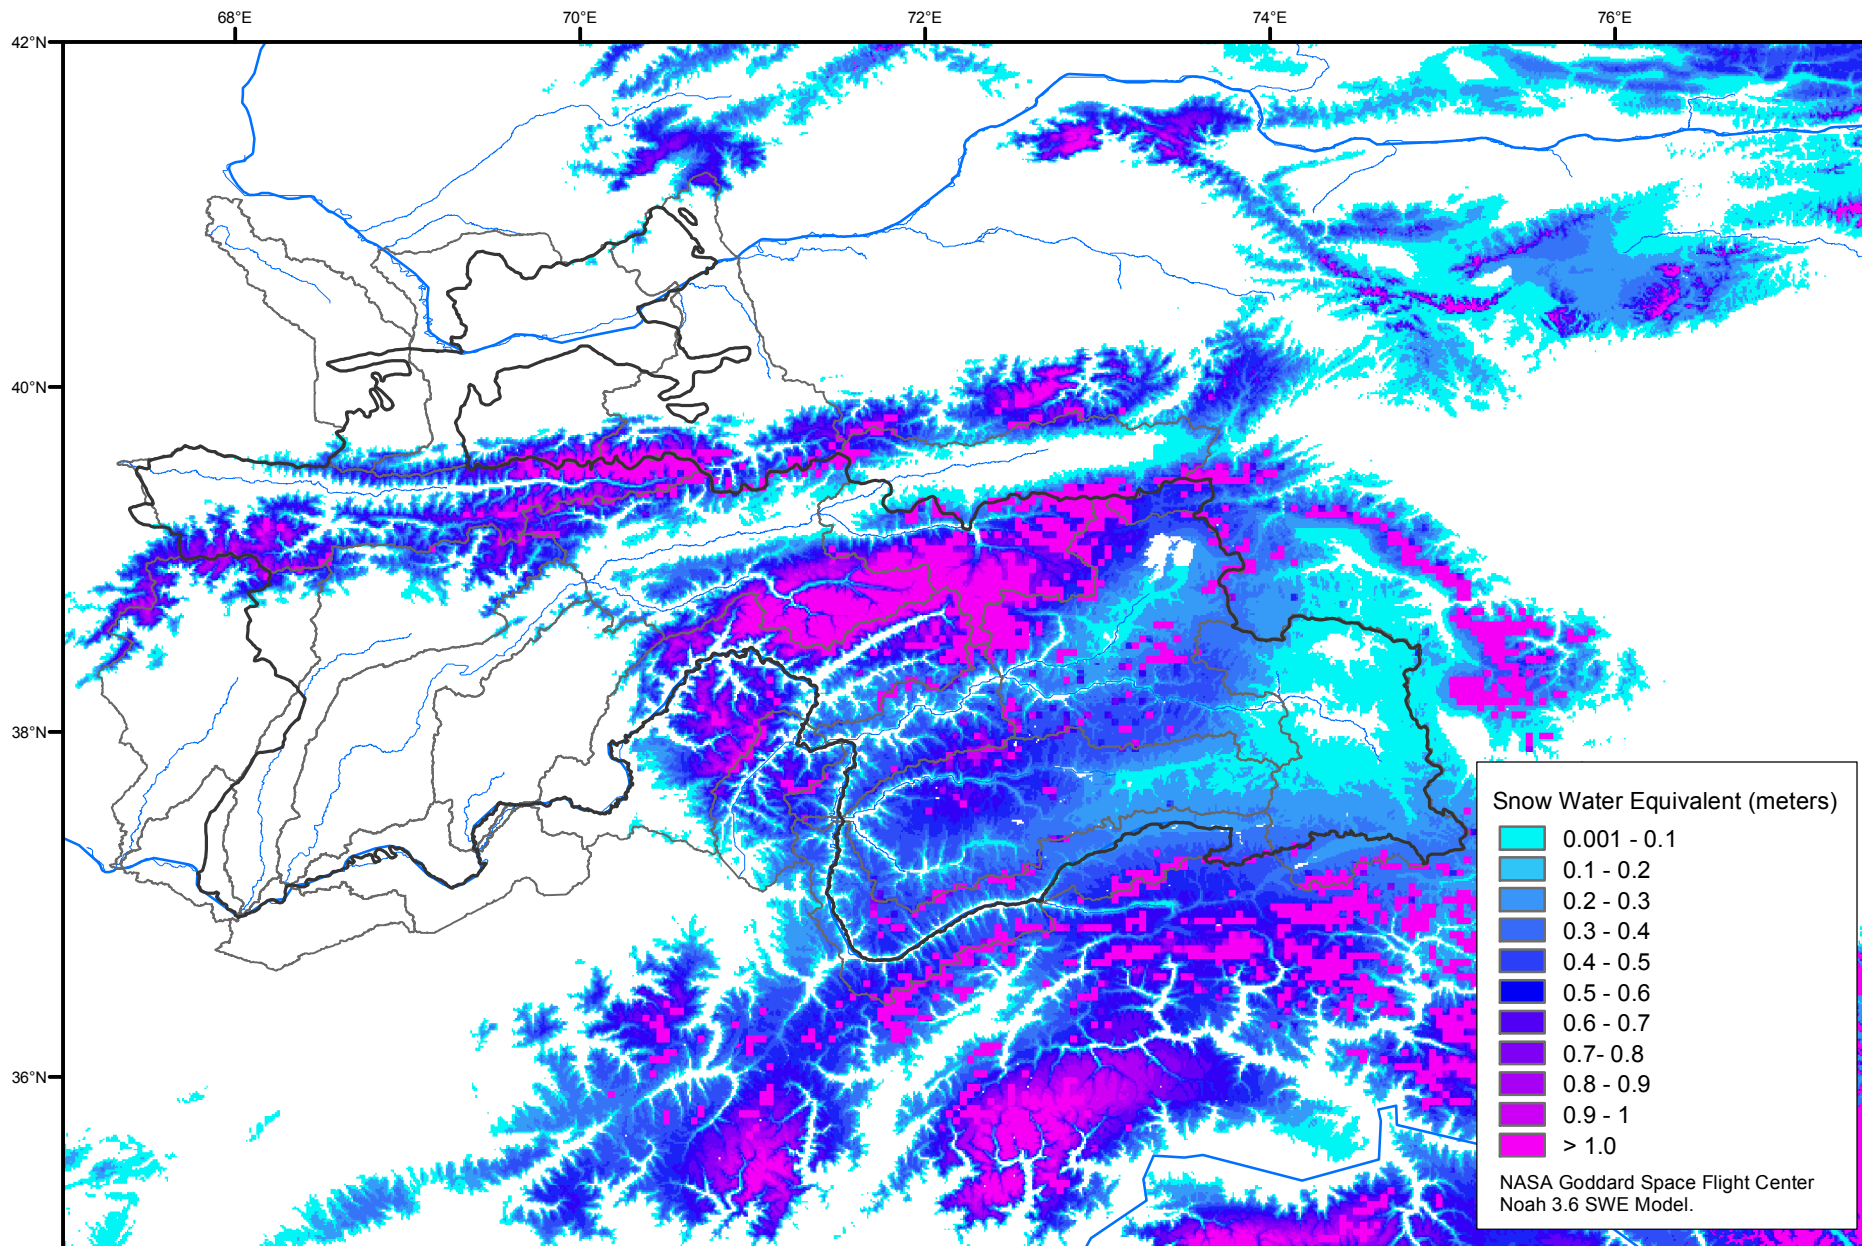 68°E 70°E 72°E 74°E 76°E
42°N
40°N
38°N
36°N
Snow Water Equivalent (meters)
0.001 - 0.1
0.1 - 0.2
0.2 - 0.3
0.3 - 0.4
0.4 - 0.5
0.5 - 0.6
0.6 - 0.7
0.7- 0.8
0.8 - 0.9
0.9 - 1
> 1.0
NASA Goddard Space Flight Center
Noah 3.6 SWE Model.